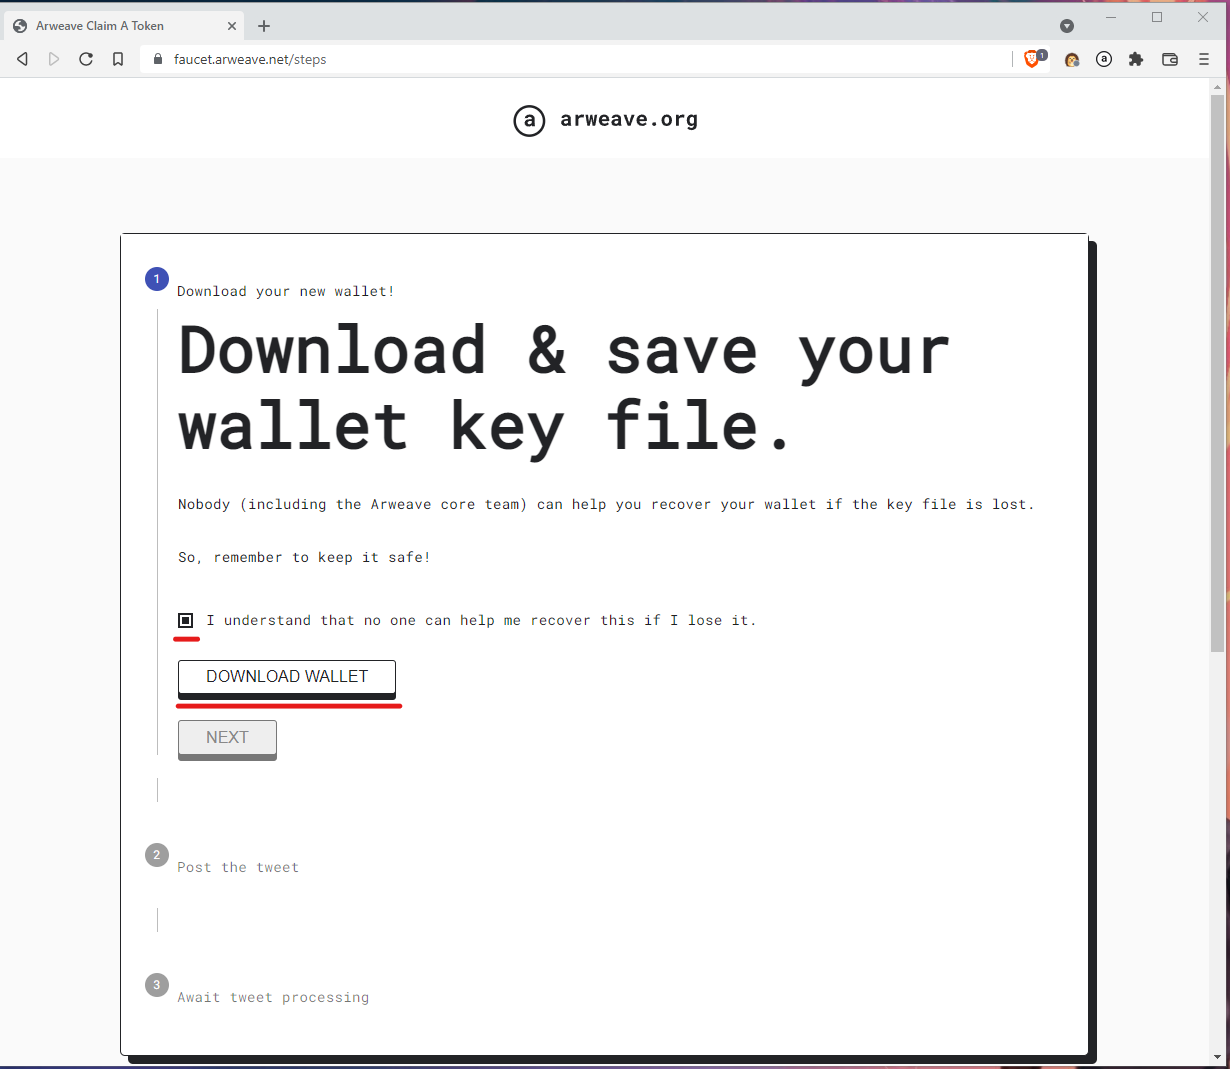 Arweave Claim A Token
faucet.arweave.net/steps
1
a
a arweave.org
1
Download your new wallet!
Download & save your
wallet key file.
Nobody (including the Arweave core team) can help you recover your wallet if the key file is lost.
So, remember to keep it safe!
I understand that no one can help me recover this if I lose it.
DOWNLOAD WALLET
NEXT
2
Post the tweet
3
Await tweet processing